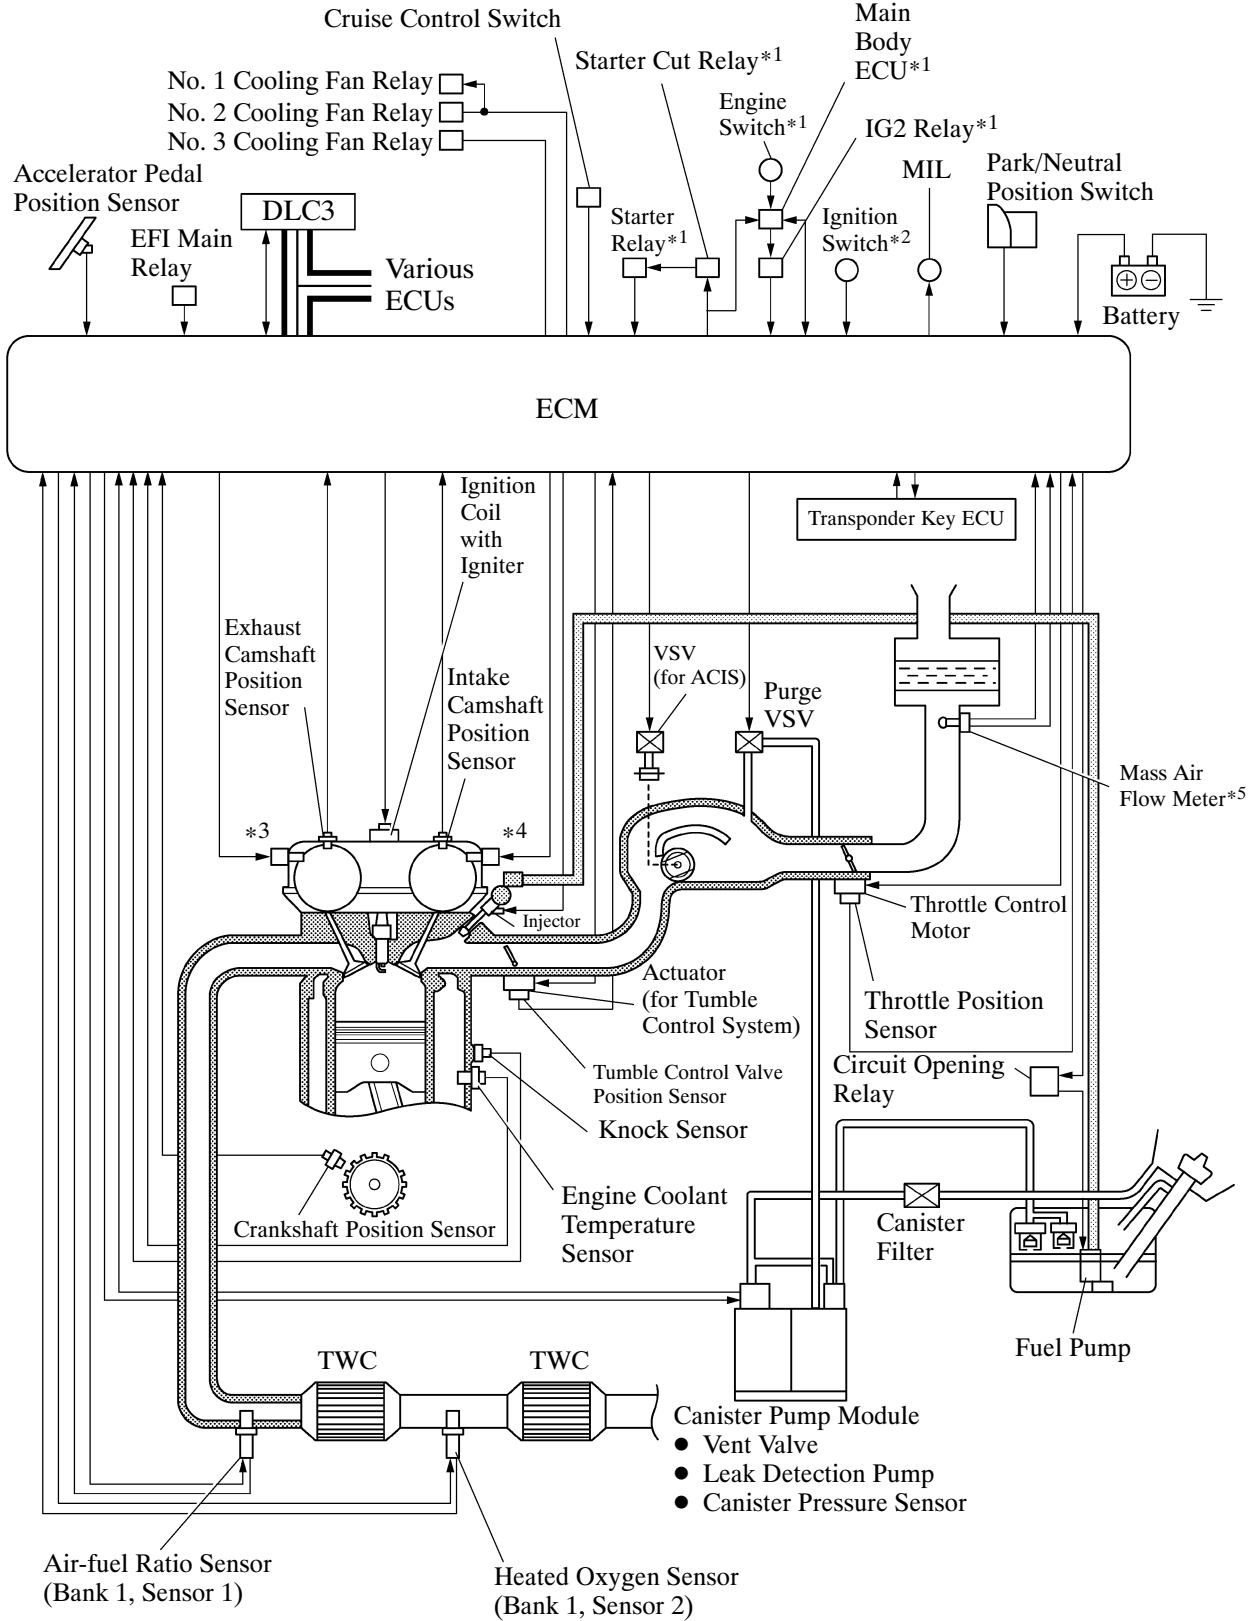 Cruise Control Switch
Main
Body
ECU*1
Starter Cut Relay*1
No. 1 Cooling Fan Relay
No. 2 Cooling Fan Relay
No. 3 Cooling Fan Relay
Engine
Switch*1
IG2 Relay*1
MIL
Park/Neutral
Position Switch
Accelerator Pedal
Position Sensor
DLC3
EFI Main
Relay
Various
ECUs
Starter
Relay*1
Ignition
Switch*2
Battery
ECM
Ignition
Coil
with
Igniter
Transponder Key ECU
Exhaust
Camshaft
Position
Sensor
Intake
Camshaft
Position
Sensor
VSV
(for ACIS)
Purge
VSV
Mass Air
Flow Meter*5
*3
*4
Injector
Throttle Control
Motor
Actuator
(for Tumble
Control System)
Throttle Position
Sensor
Tumble Control Valve
Position Sensor
Circuit Opening
Relay
Knock Sensor
Engine Coolant
Temperature
Sensor
Crankshaft Position Sensor
Canister
Filter
Fuel Pump
TWC
TWC
Canister Pump Module
● Vent Valve
● Leak Detection Pump
● Canister Pressure Sensor
Air-fuel Ratio Sensor
(Bank 1, Sensor 1)
Heated Oxygen Sensor
(Bank 1, Sensor 2)